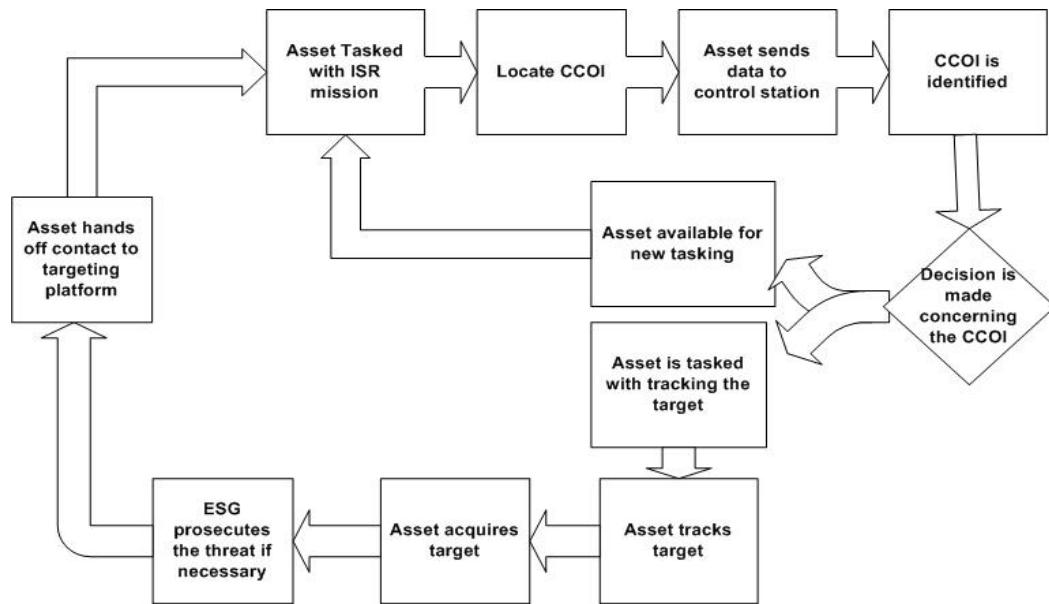 Asset Tasked
with ISR
mission
Locate CCOI
Asset sends
data to
control station
CCOI is
identified
Asset hands
off contact to
targeting
platform
Asset available for
new tasking
Decision is
made
concerning
the CCOI
Asset is tasked
with tracking the
target
ESG
prosecutes
the threat if
necessary
Asset acquires
target
Asset tracks
target